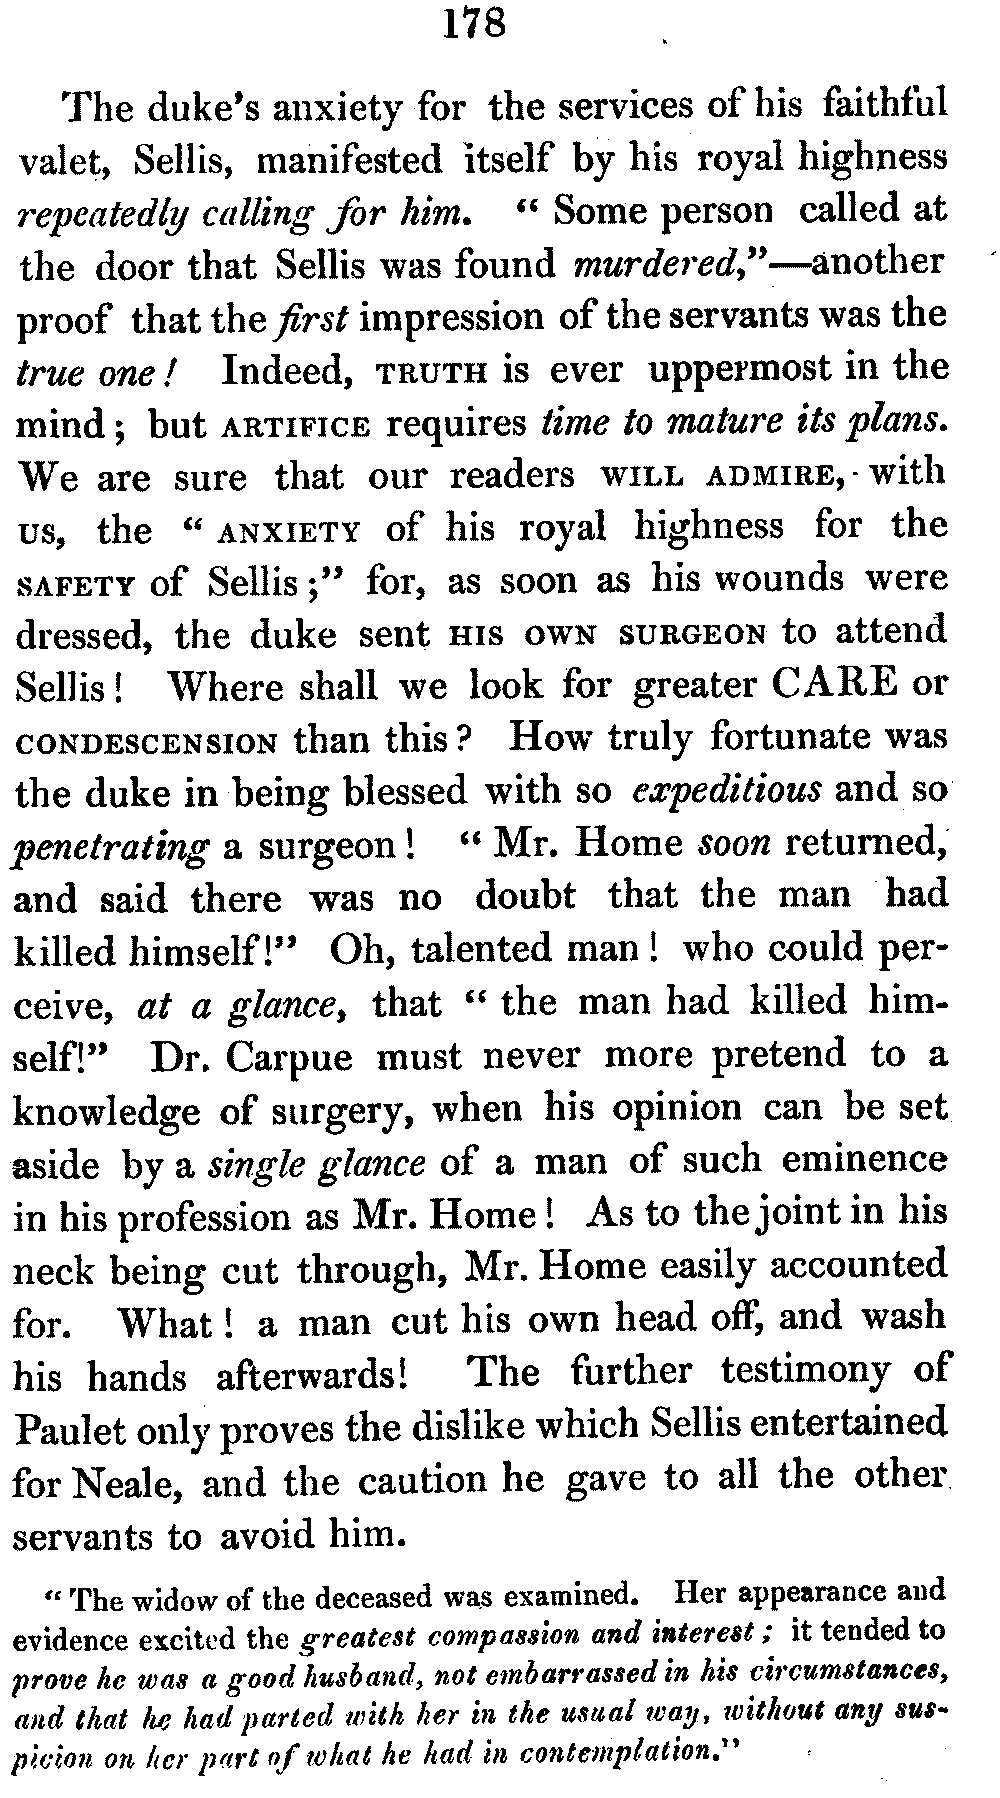 178
The duke's anxiety for the services of his faithful
valet, Sellis, manifested itself by his royal highness
repeatedly calling for him. “ Some person called at
the door that Sellis was found murdered,”—another
proof that the first impression of the servants was the
true one! Indeed, TRUTH is ever uppermost in the
mind; but ARTIFICE requires time to mature its plans.
We are sure that our readers WILL ADMIRE, with
us, the “ ANXIETY of his royal highness for the
SAFETY of Sellis;” for, as soon as his wounds were
dressed, the duke sent HIS OWN SURGEON to attend
Sellis! Where shall we look for greater CARE or
CONDESCENSION than this? How truly fortunate was
the duke in being blessed with so expeditious and so
penetrating a surgeon! “ Mr. Home soon returned,
and said there was no doubt that the man had
killed himself!” Oh, talented man! who could per-
ceive, at a glance, that “ the man had killed him-
self!” Dr. Carpue must never more pretend to a
knowledge of surgery, when his opinion can be set
aside by a single glance of a man of such eminence
in his profession as Mr. Home! As to the joint in his
neck being cut through, Mr. Home easily accounted
for. What! a man cut his own head off, and wash
his hands afterwards! The further testimony of
Paulet only proves the dislike which Sellis entertained
for Neale, and the caution he gave to all the other
servants to avoid him.
“ The widow of the deceased was examined. Her appearance and
evidence excited the greatest compassion and interest; it tended to
prove he was a good husband, not embarrassed in his circumstances,
and that he had parted with her in the usual way, without any sus-
picion on her part of what he had in contemplation.”